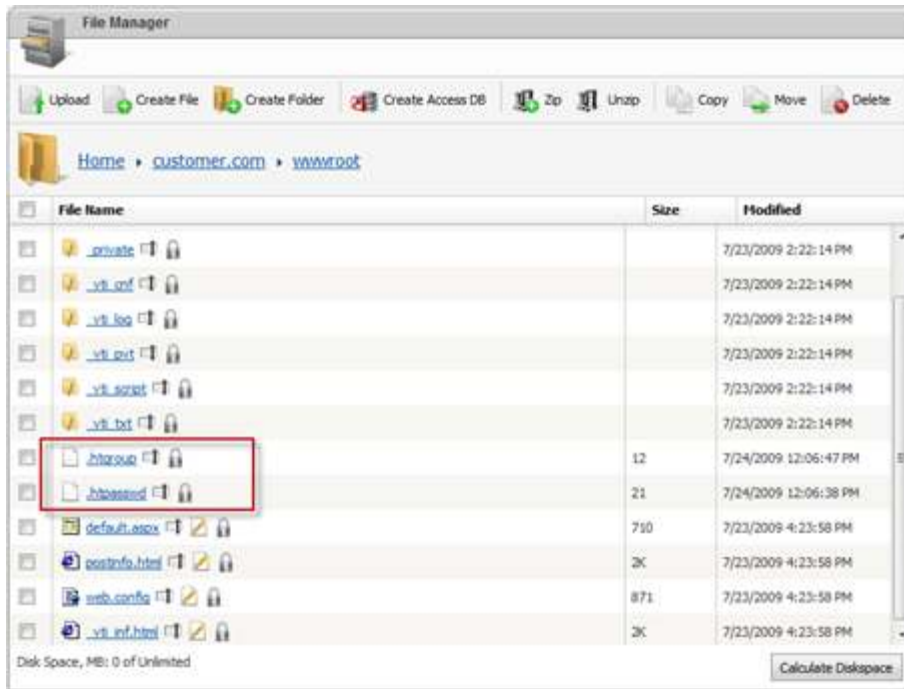 File Manager
Upload Create File Create Folder Create Access DB Zip Unzip Copy Move Delete
Home customer.com wwwroot
File Name Size Modified
_private 7/23/2009 2:22:14 PM
_vti_cnf 7/23/2009 2:22:14 PM
_vti_log 7/23/2009 2:22:14 PM
_vti_pvt 7/23/2009 2:22:14 PM
_vti_script 7/23/2009 2:22:14 PM
_vti_txt 7/23/2009 2:22:14 PM
.htgroup 12 7/24/2009 12:06:47 PM
.htpasswd 21 7/24/2009 12:06:38 PM
default.aspx 710 7/23/2009 4:23:58 PM
postinfo.html 2K 7/23/2009 4:23:58 PM
web.config 871 7/23/2009 4:23:58 PM
_vti_inf.html 2K 7/23/2009 4:23:58 PM
Disk Space, MB: 0 of Unlimited Calculate Diskspace